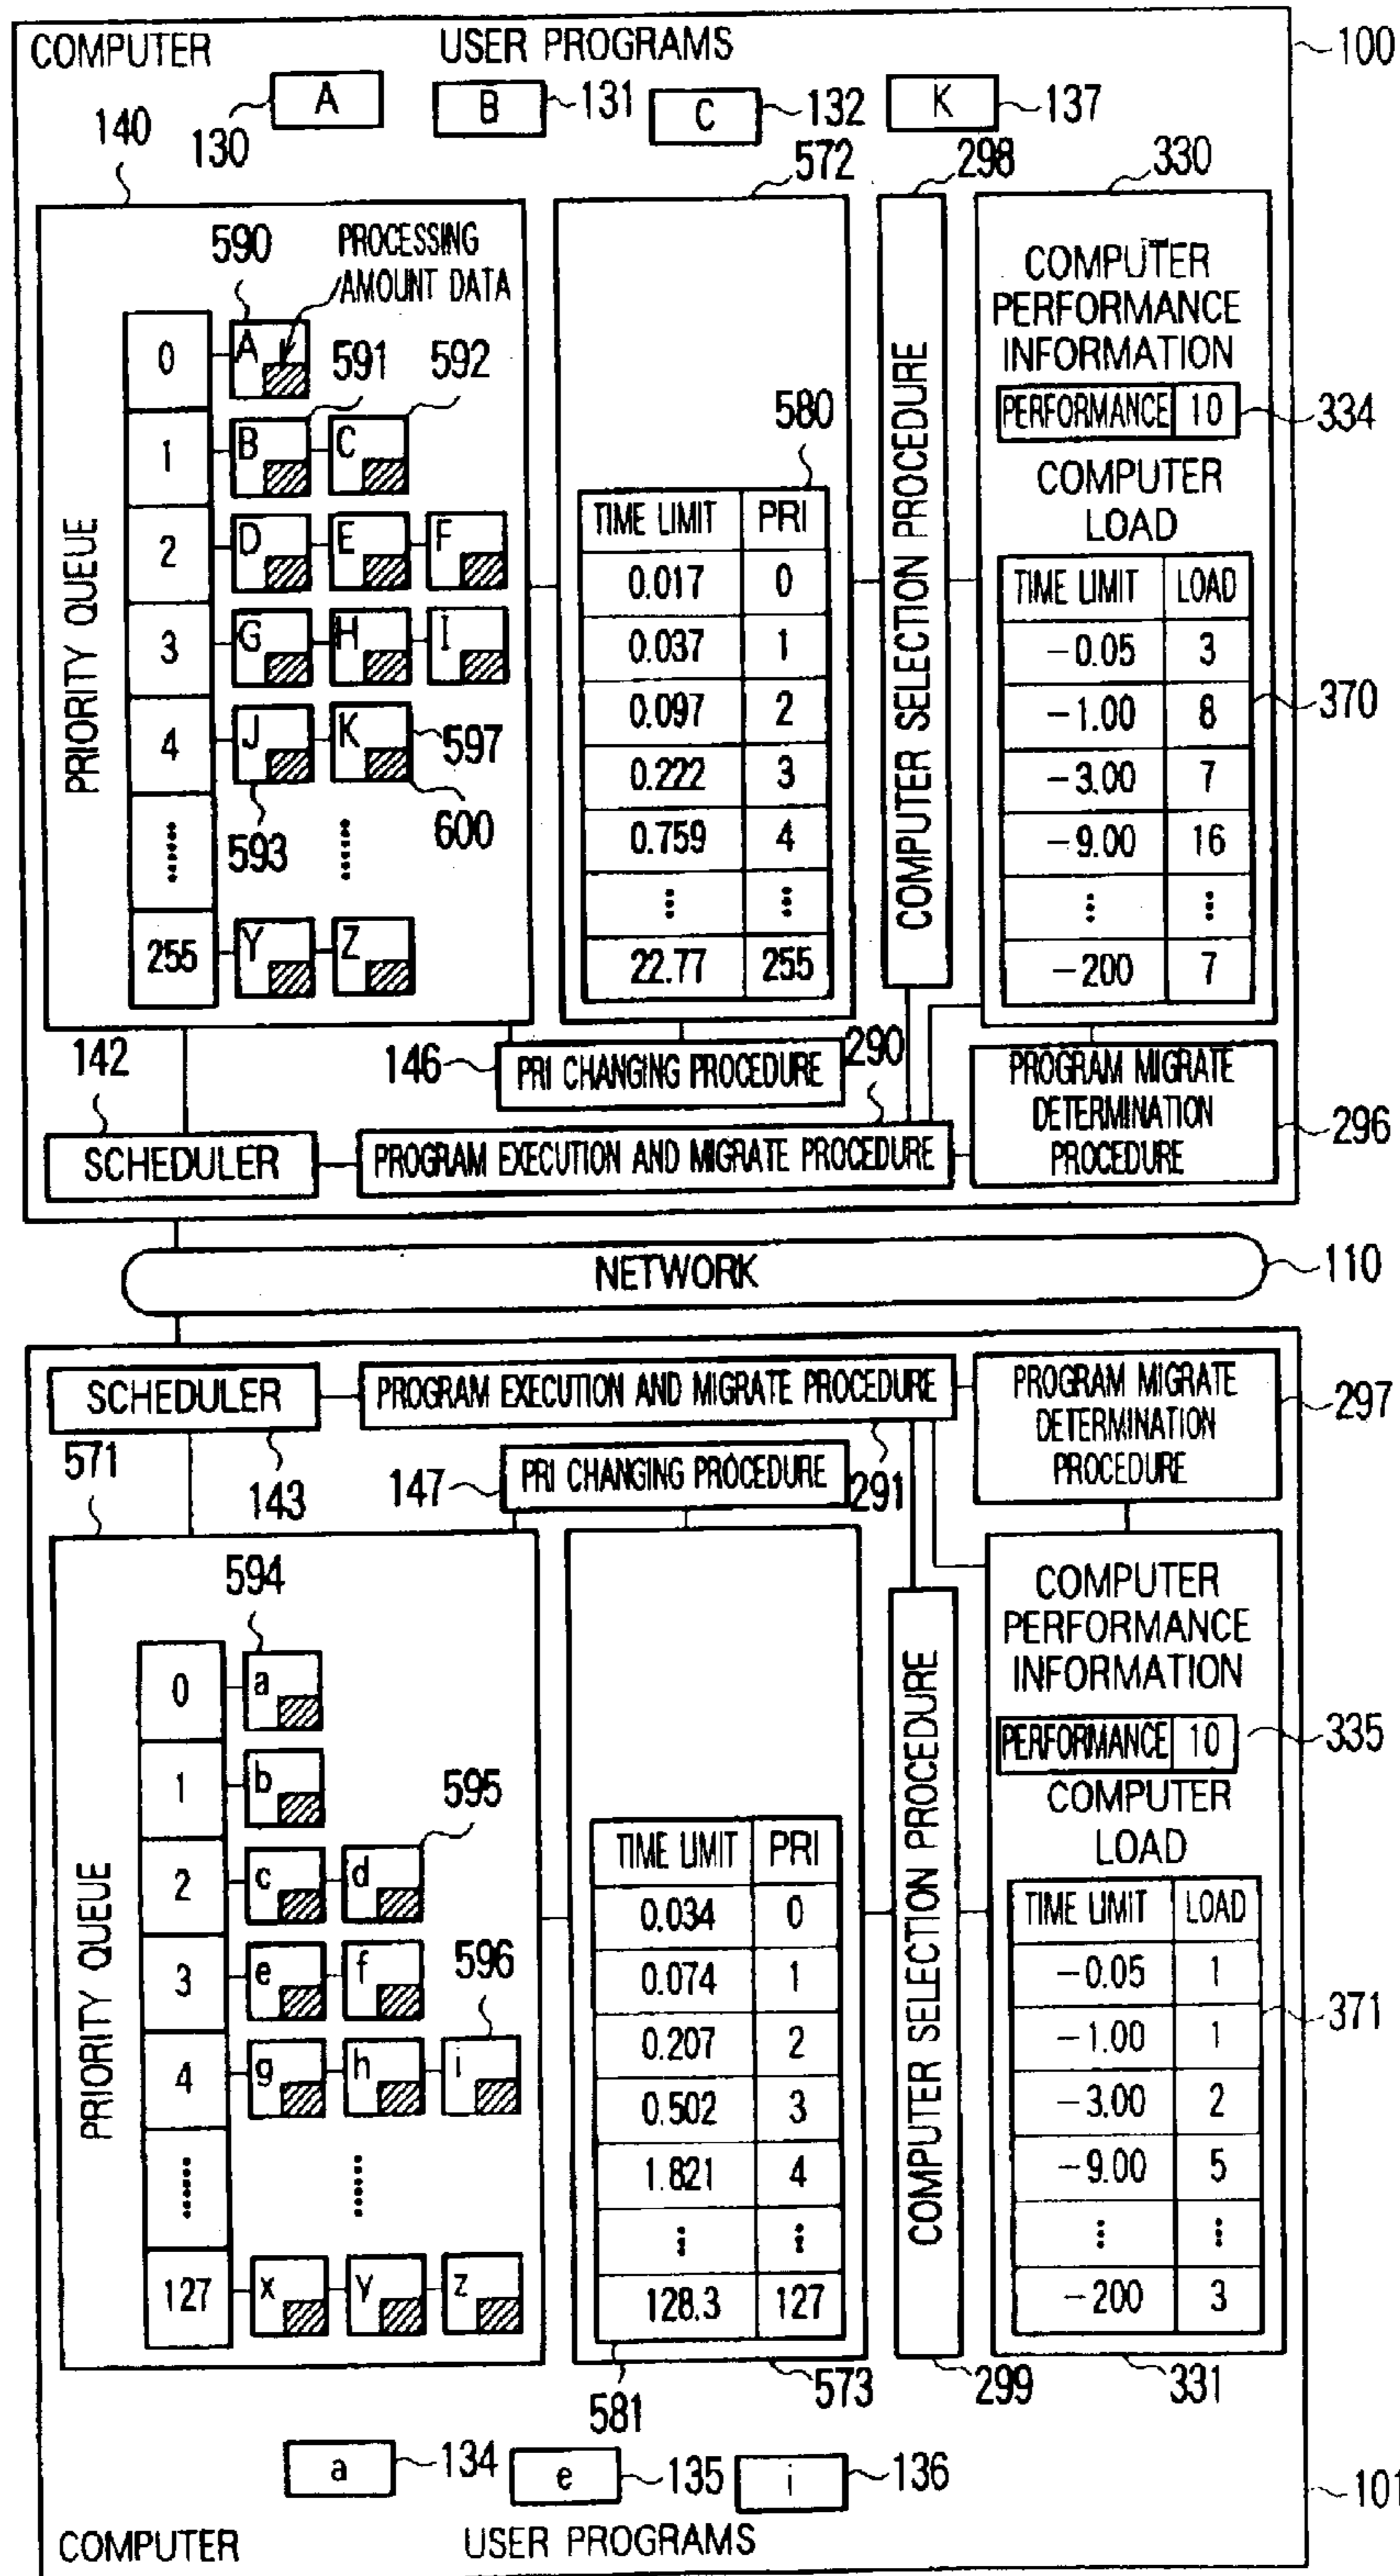 COMPUTER USER PROGRAMS 100
A B 131 C 132 K 137
130
140
572 298 330
590 PROCESSING AMOUNT DATA
591 592
PRIORITY QUEUE
0 A
1 B C
2 D E F
3 G H I
4 J K 597
593 600
⋯⋯ ⋯⋯
255 Y Z
580
TIME LIMIT PRI
0.017 0
0.037 1
0.097 2
0.222 3
0.759 4
⋯ ⋯
22.77 255
COMPUTER SELECTION PROCEDURE
COMPUTER
PERFORMANCE
INFORMATION
PERFORMANCE 10 334
COMPUTER
LOAD
TIME LIMIT LOAD
-0.05 3
-1.00 8
-3.00 7
-9.00 16
⋯ ⋯
-200 7
370
142 146 PRI CHANGING PROCEDURE 290
SCHEDULER PROGRAM EXECUTION AND MIGRATE PROCEDURE
PROGRAM MIGRATE
DETERMINATION
PROCEDURE
296
NETWORK 110
SCHEDULER PROGRAM EXECUTION AND MIGRATE PROCEDURE
PROGRAM MIGRATE
DETERMINATION
PROCEDURE
297
571 143 147 PRI CHANGING PROCEDURE 291
594
PRIORITY QUEUE
0 a
1 b
595
2 c d
3 e f
596
4 g h i
⋯⋯ ⋯⋯
127 x y z
TIME LIMIT PRI
0.034 0
0.074 1
0.207 2
0.502 3
1.821 4
⋯ ⋯
128.3 127
581 573
COMPUTER SELECTION PROCEDURE
299
COMPUTER
PERFORMANCE
INFORMATION
PERFORMANCE 10 335
COMPUTER
LOAD
TIME LIMIT LOAD
-0.05 1
-1.00 1
-3.00 2
-9.00 5
⋯ ⋯
-200 3
371
331
a 134 e 135 i 136
101
COMPUTER USER PROGRAMS